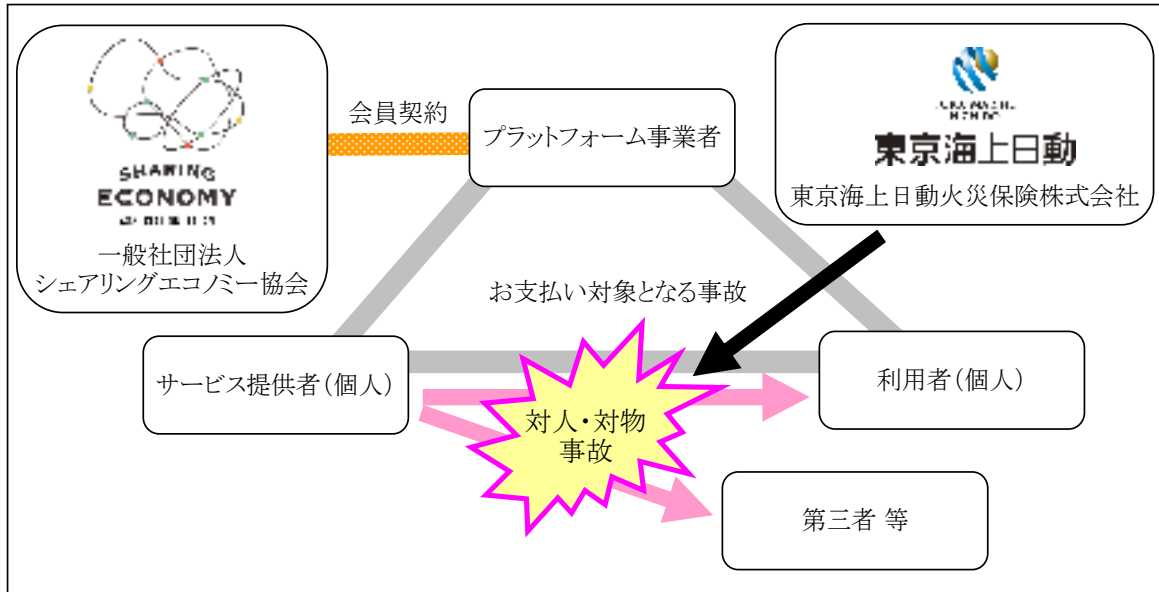 会員契約
プラットフォーム事業者
SHARING
ECONOMY
一般社団法人
シェアリングエコノミー協会
東京海上日動
東京海上日動火災保険株式会社
お支払い対象となる事故
サービス提供者(個人)
対人・対物
事故
利用者(個人)
第三者 等